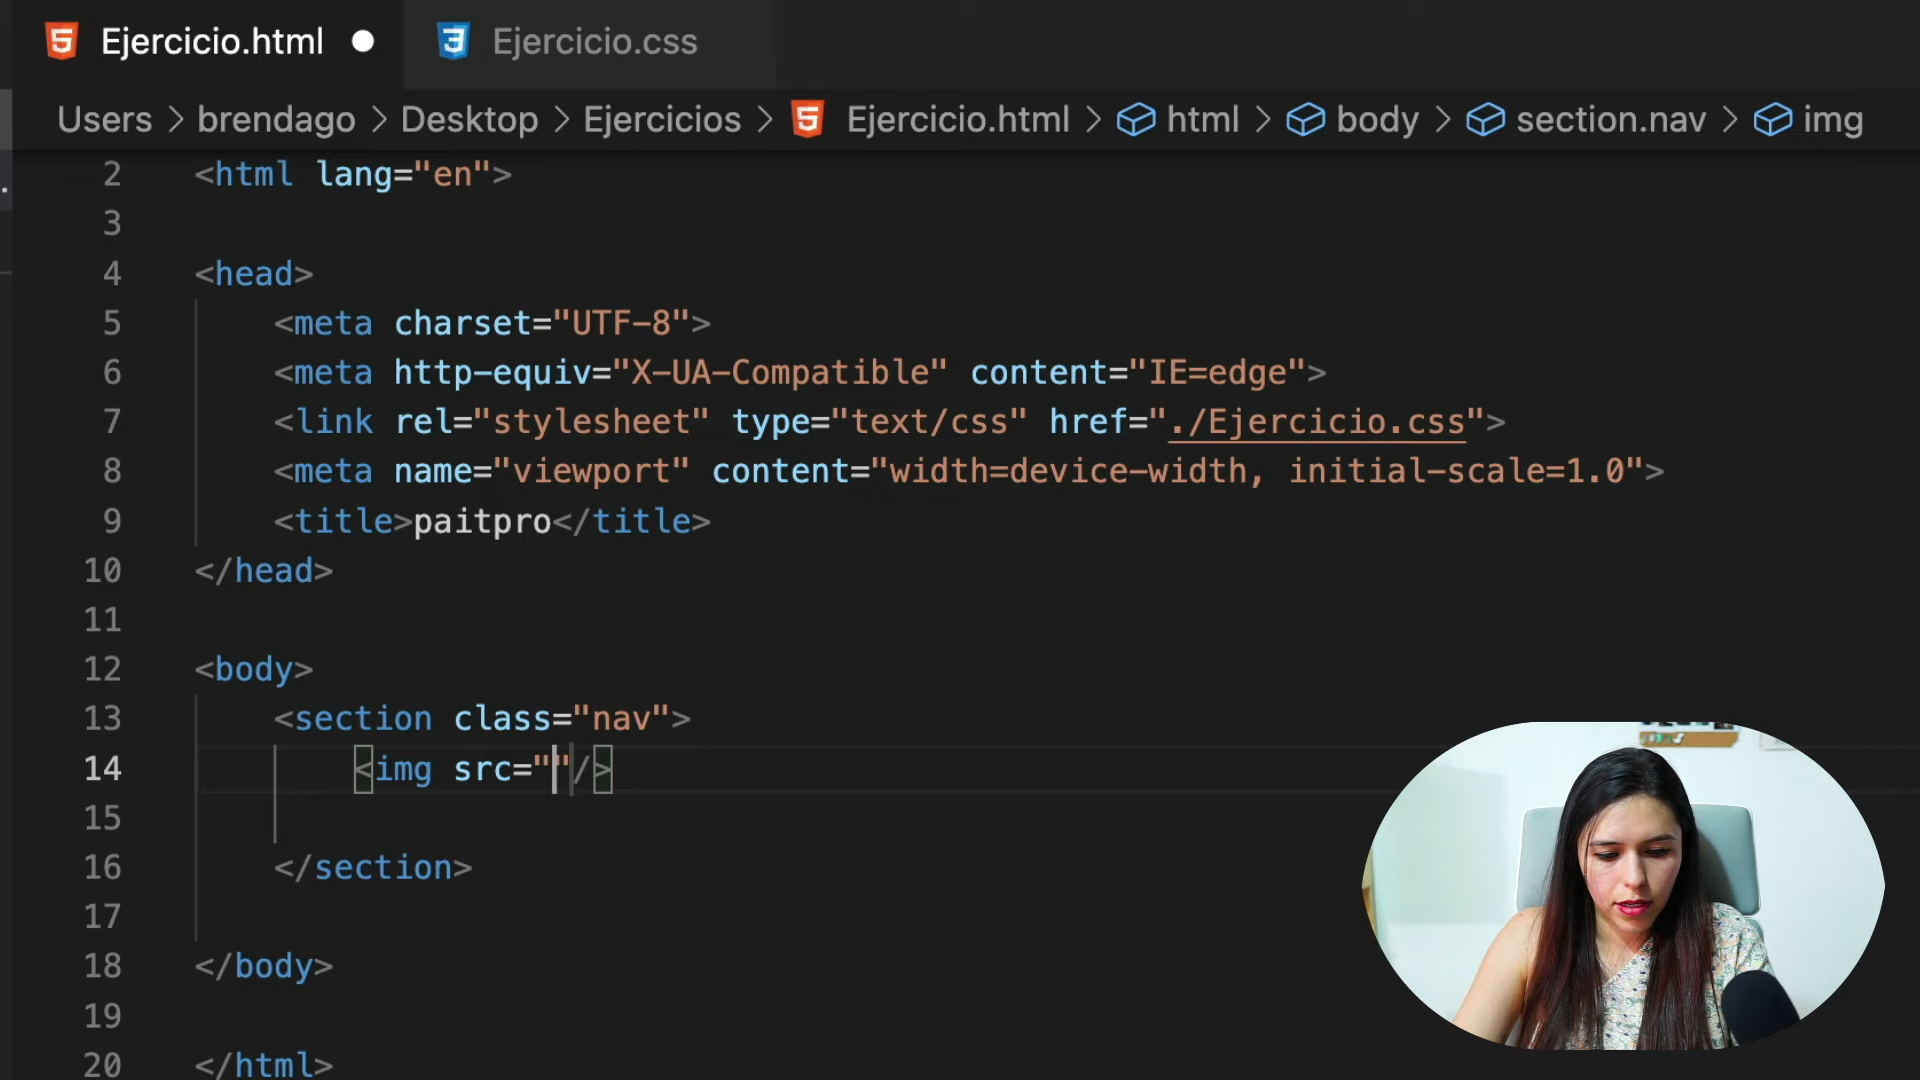 Ejercicio.html Ejercicio.css
Users > brendago > Desktop > Ejercicios > Ejercicio.html > html > body > section.nav > img
2 <html lang="en">
3
4 <head>
5 <meta charset="UTF-8">
6 <meta http-equiv="X-UA-Compatible" content="IE=edge">
7 <link rel="stylesheet" type="text/css" href="./Ejercicio.css">
8 <meta name="viewport" content="width=device-width, initial-scale=1.0">
9 <title>paitpro</title>
10 </head>
11
12 <body>
13 <section class="nav">
14 <img src=""/>
15
16 </section>
17
18 </body>
19
20 </html>